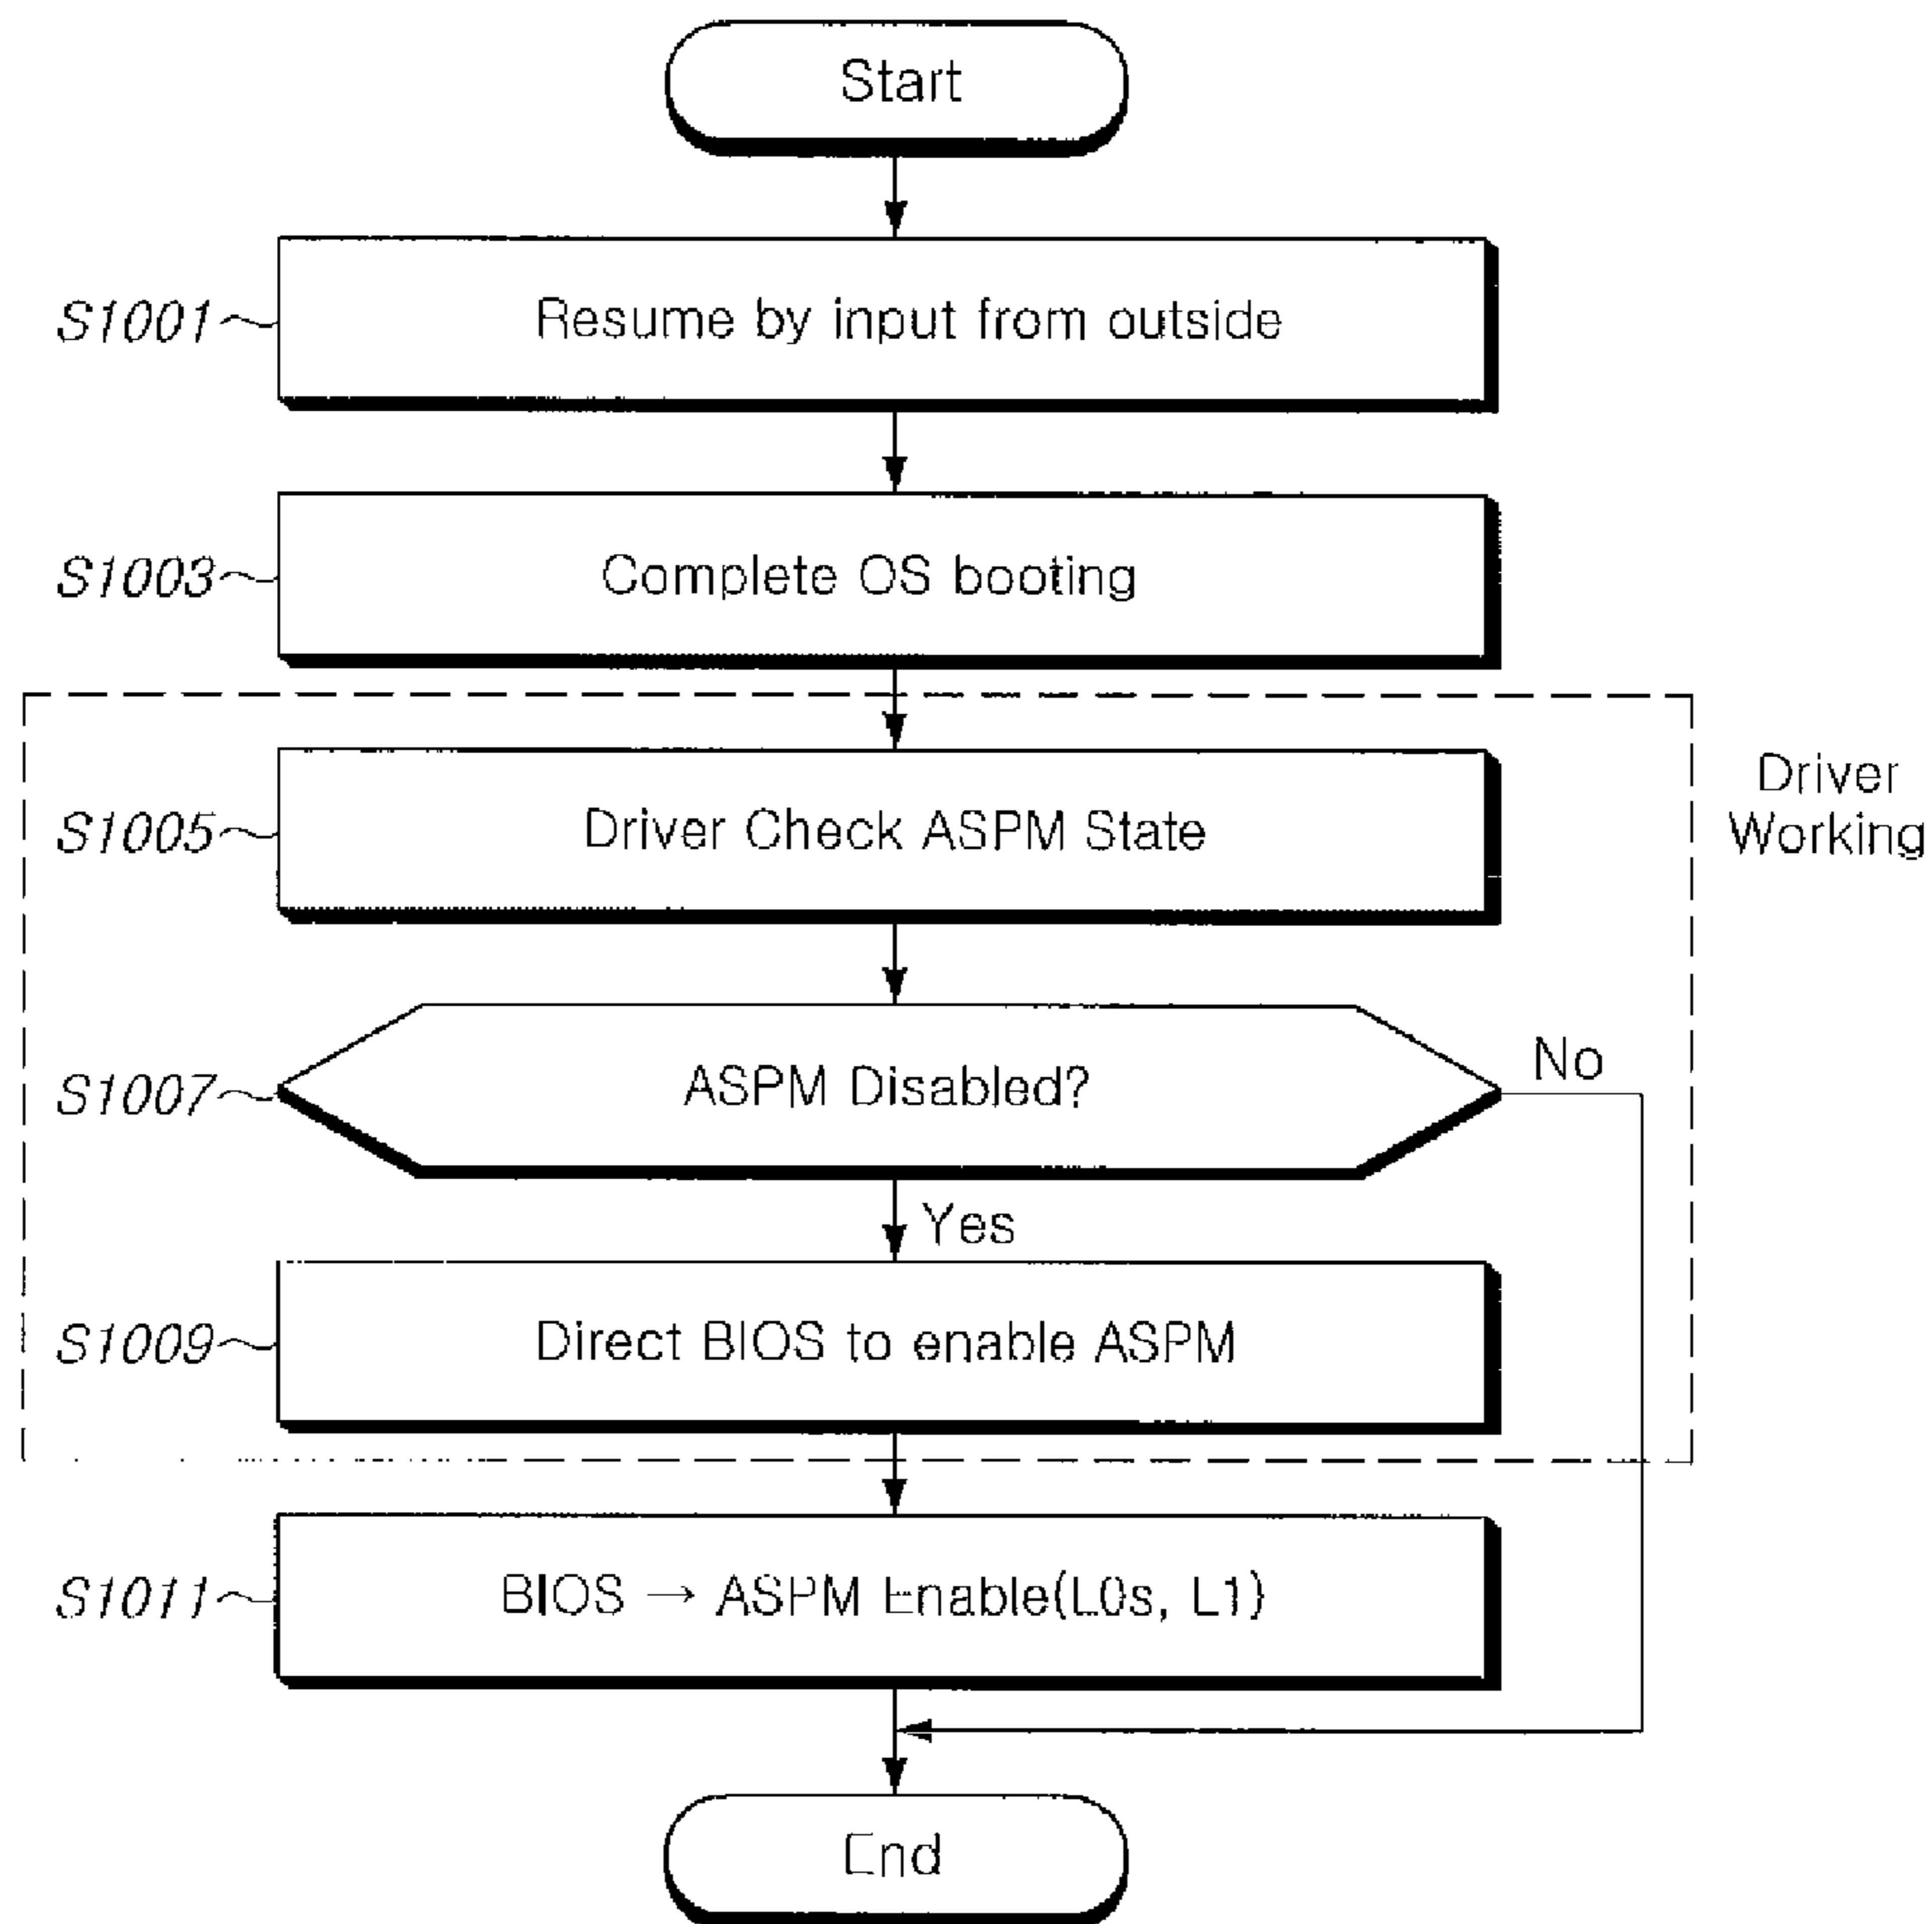 Start
S1001
Resume by input from outside
S1003
Complete OS booting
Driver
Working
S1005
Driver Check ASPM State
S1007
ASPM Disabled?
No
Yes
S1009
Direct BIOS to enable ASPM
S1011
BIOS → ASPM Enable(L0s, L1)
End